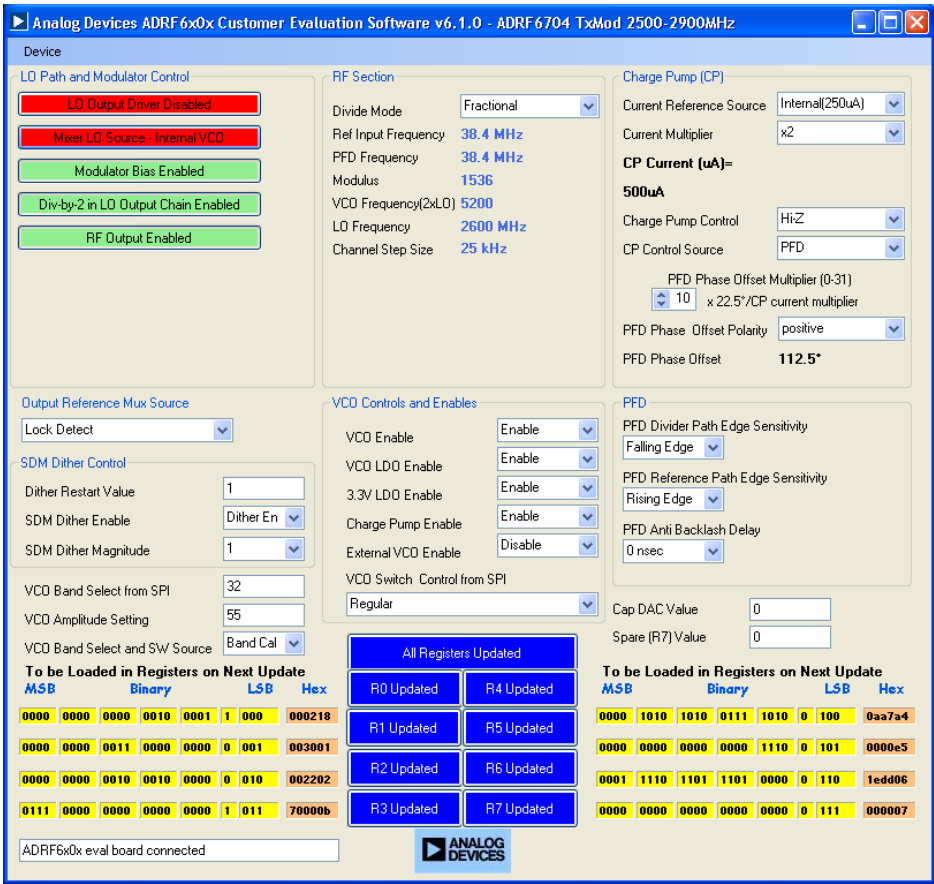 Analog Devices ADRF6x0x Customer Evaluation Software v6.1.0 - ADRF6704 TxMod 2500-2900MHz
Device
LO Path and Modulator Control
LO Output Driver Disabled
Mixer LO Source - Internal VCO
Modulator Bias Enabled
Div-by-2 in LO Output Chain Enabled
RF Output Enabled
RF Section
Divide Mode Fractional
Ref Input Frequency 38.4 MHz
PFD Frequency 38.4 MHz
Modulus 1536
VCO Frequency(2xLO) 5200
LO Frequency 2600 MHz
Channel Step Size 25 kHz
Charge Pump (CP)
Current Reference Source Internal(250uA)
Current Multiplier x2
CP Current (uA)=
500uA
Charge Pump Control Hi-Z
CP Control Source PFD
PFD Phase Offset Multiplier (0-31)
10 x 22.5°/CP current multiplier
PFD Phase Offset Polarity positive
PFD Phase Offset 112.5°
Output Reference Mux Source
Lock Detect
SDM Dither Control
Dither Restart Value 1
SDM Dither Enable Dither En
SDM Dither Magnitude 1
VCO Band Select from SPI 32
VCO Amplitude Setting 55
VCO Band Select and SW Source Band Cal
VCO Controls and Enables
VCO Enable Enable
VCO LDO Enable Enable
3.3V LDO Enable Enable
Charge Pump Enable Enable
External VCO Enable Disable
VCO Switch Control from SPI
Regular
PFD
PFD Divider Path Edge Sensitivity
Falling Edge
PFD Reference Path Edge Sensitivity
Rising Edge
PFD Anti Backlash Delay
0 nsec
Cap DAC Value 0
Spare (R7) Value 0
To be Loaded in Registers on Next Update
MSB Binary LSB Hex
0000 0000 0000 0010 0001 1 000 000218
0000 0000 0011 0000 0000 0 001 003001
0000 0000 0010 0010 0000 0 010 002202
0111 0000 0000 0000 0000 1 011 70000b
All Registers Updated
R0 Updated R4 Updated
R1 Updated R5 Updated
R2 Updated R6 Updated
R3 Updated R7 Updated
To be Loaded in Registers on Next Update
MSB Binary LSB Hex
0000 1010 1010 0111 1010 0 100 0aa7a4
0000 0000 0000 0000 1110 0 101 0000e5
0001 1110 1101 1101 0000 0 110 1edd06
0000 0000 0000 0000 0000 0 111 000007
ADRF6x0x eval board connected
ANALOG
DEVICES